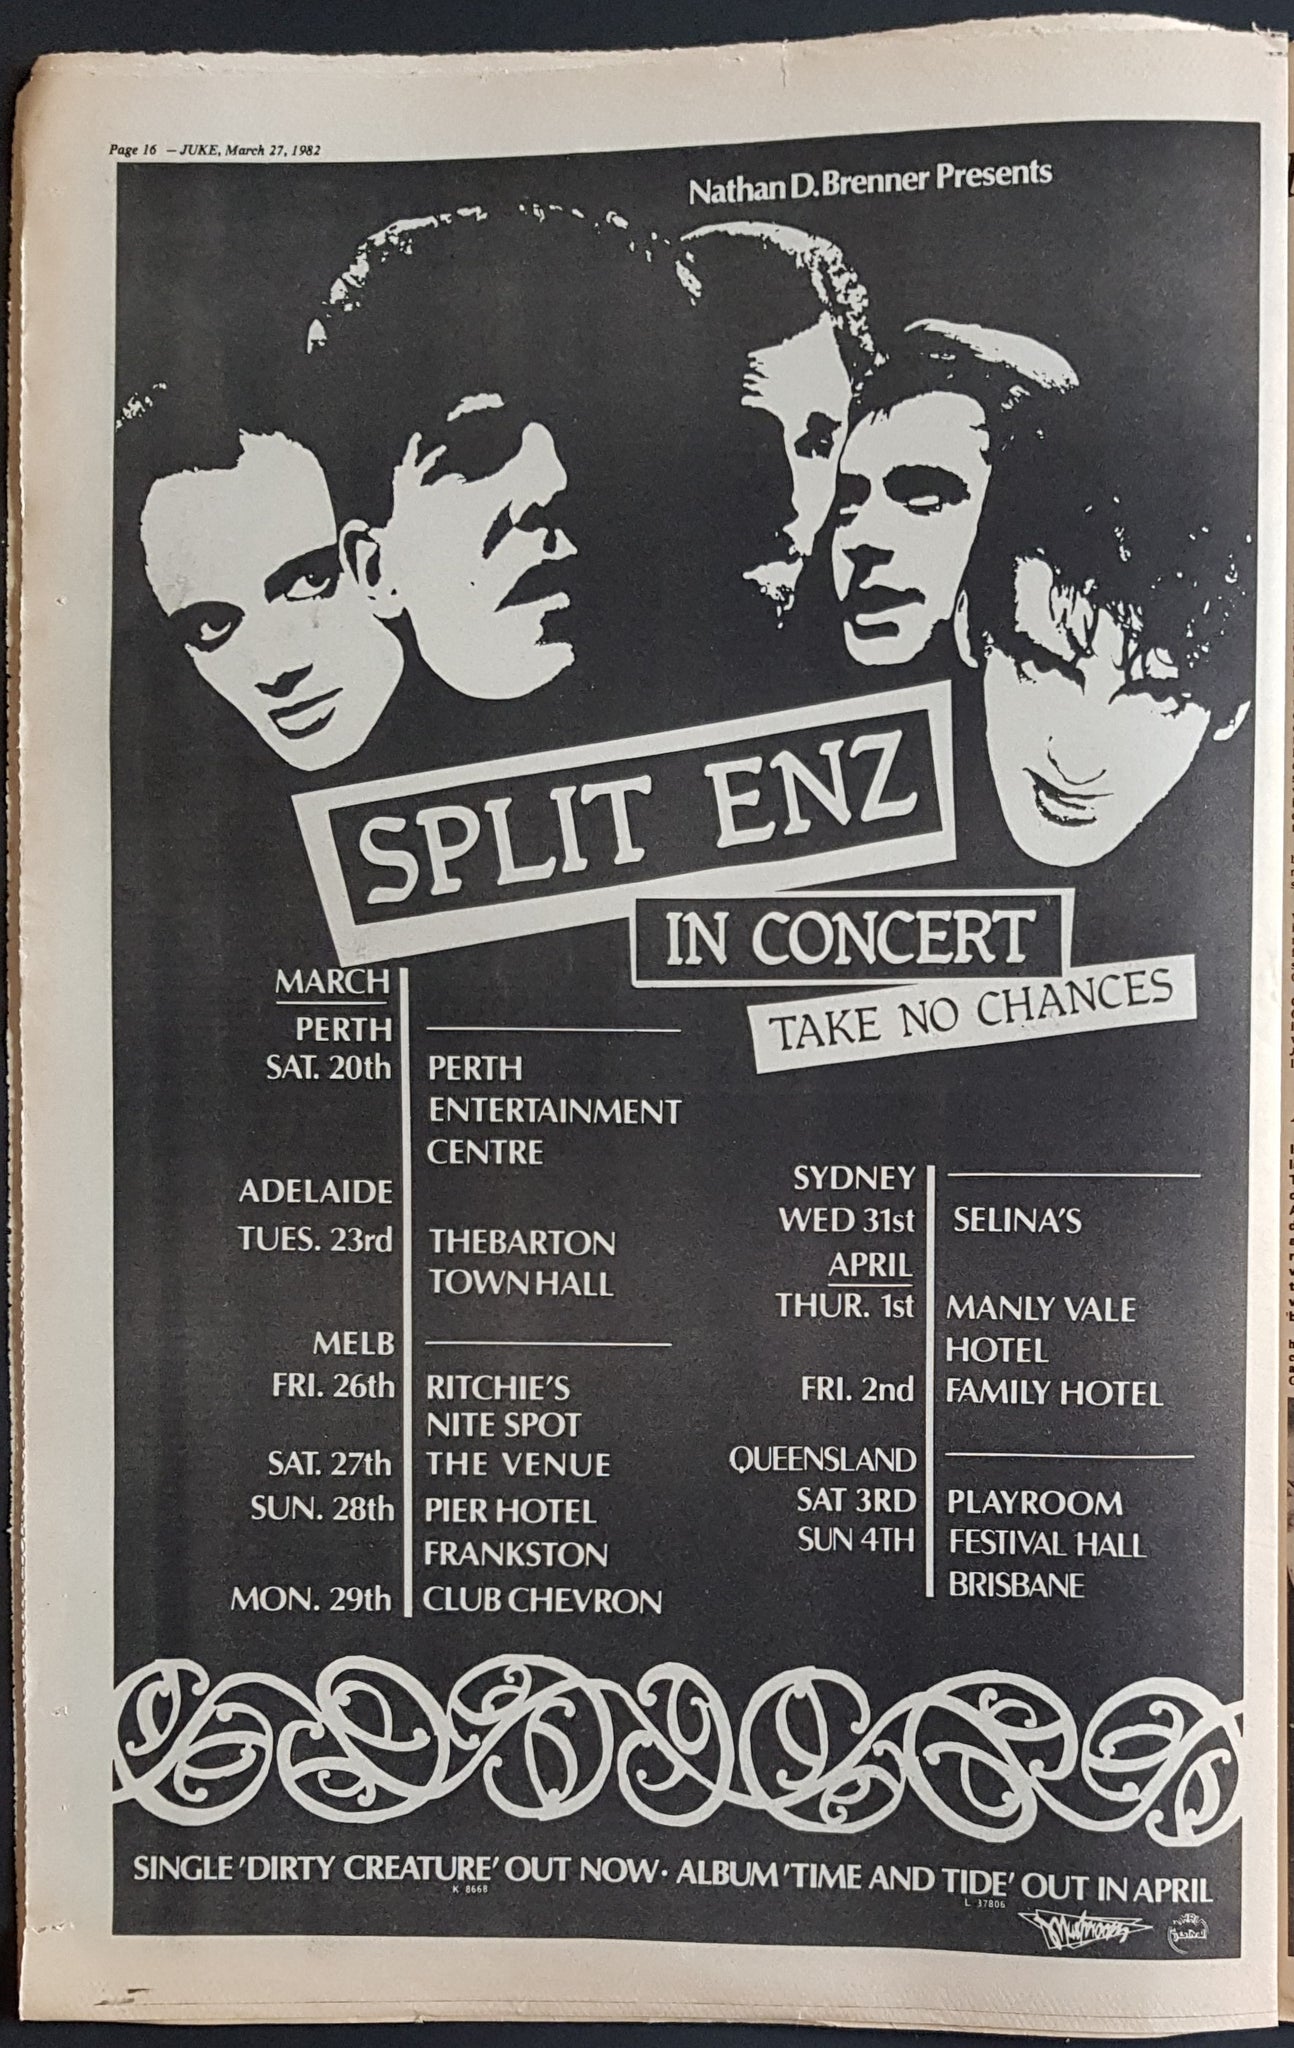 Page 16 — JUKE, March 27, 1982
Nathan D.Brenner Presents
SPLIT ENZ
IN CONCERT
TAKE NO CHANCES
MARCH
PERTH
SAT. 20th PERTH
ENTERTAINMENT
CENTRE
ADELAIDE
TUES. 23rd THEBARTON
TOWN HALL
MELB
FRI. 26th RITCHIE'S
NITE SPOT
SAT. 27th THE VENUE
SUN. 28th PIER HOTEL
FRANKSTON
MON. 29th CLUB CHEVRON
SYDNEY
WED 31st SELINA'S
APRIL
THUR. 1st MANLY VALE
HOTEL
FRI. 2nd FAMILY HOTEL
QUEENSLAND
SAT 3RD PLAYROOM
SUN 4TH FESTIVAL HALL
BRISBANE
SINGLE 'DIRTY CREATURE' OUT NOW · ALBUM 'TIME AND TIDE' OUT IN APRIL
K 8668
L 37806
Mushroom